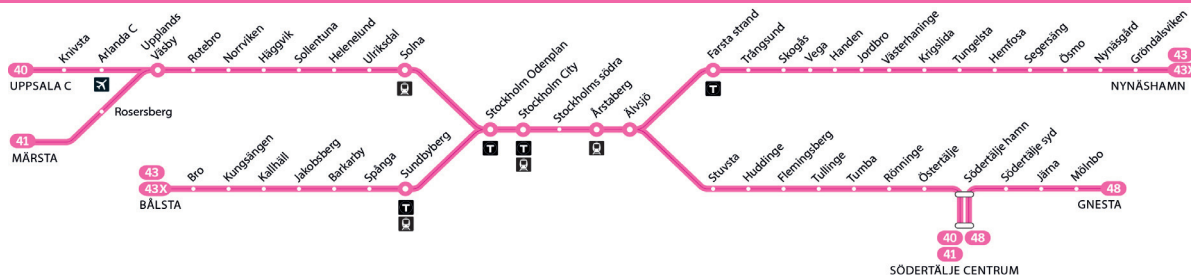 Knivsta
Arlanda C
Upplands
Väsby
Rotebro
Norrviken
Häggvik
Sollentuna
Helenelund
Ulriksdal
Solna
40
UPPSALA C
Rosersberg
41
MÄRSTA
43
43X
BÅLSTA
Bro
Kungsängen
Kallhäll
Jakobsberg
Barkarby
Spånga
Sundbyberg
T
Stockholm Odenplan
T
Stockholm City
T
Stockholms södra
Årstaberg
Älvsjö
Farsta strand
T
Trångsund
Skogås
Vega
Handen
Jordbro
Västerhaninge
Krigslida
Tungelsta
Hemfosa
Segersäng
Ösmo
Nynäsgård
Gröndalsviken
43
43X
NYNÄSHAMN
Stuvsta
Huddinge
Flemingsberg
Tullinge
Tumba
Rönninge
Östertälje
Södertälje hamn
Södertälje syd
Järna
Mölnbo
48
GNESTA
40 48
41
SÖDERTÄLJE CENTRUM